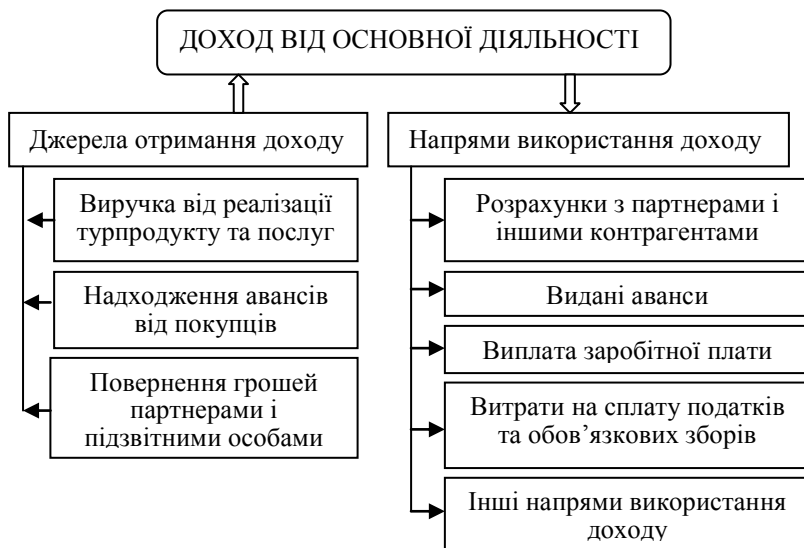 ДОХОД ВІД ОСНОВНОЇ ДІЯЛЬНОСТІ
Джерела отримання доходу
Виручка від реалізації
турпродукту та послуг
Надходження авансів
від покупців
Повернення грошей
партнерами і
підзвітними особами
Напрями використання доходу
Розрахунки з партнерами і
іншими контрагентами
Видані аванси
Виплата заробітної плати
Витрати на сплату податків
та обов’язкових зборів
Інші напрями використання
доходу